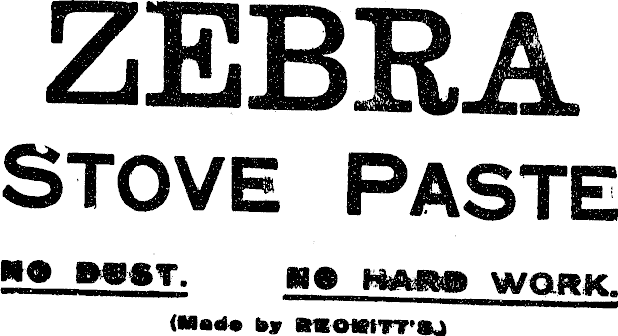 ZEBRA
STOVE PASTE
NO DUST. NO HARD WORK.
(Made by RECKITT'S.)